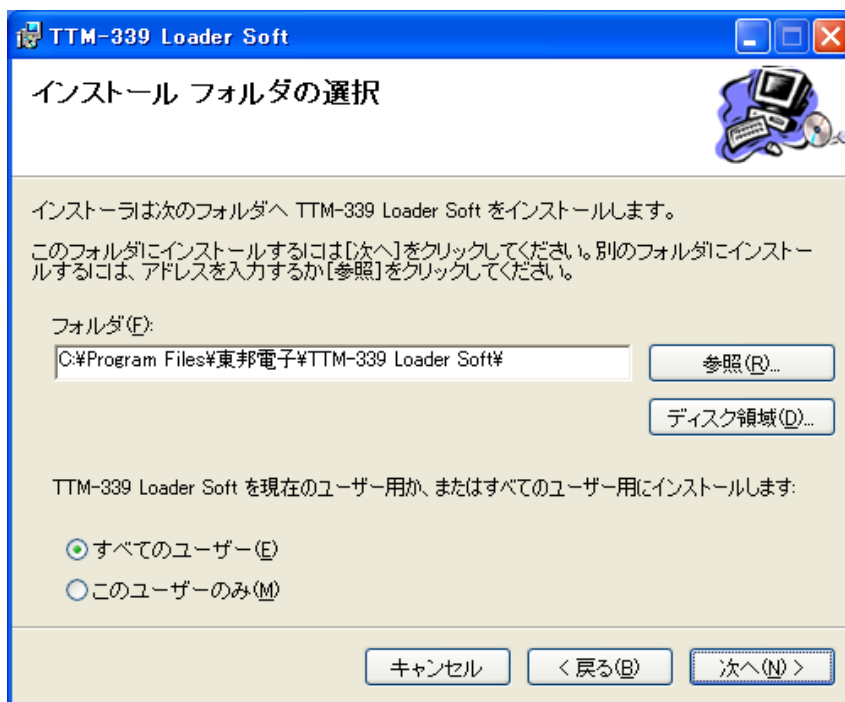 TTM-339 Loader Soft
インストール フォルダの選択
インストーラは次のフォルダへ TTM-339 Loader Soft をインストールします。
このフォルダにインストールするには[次へ]をクリックしてください。別のフォルダにインストー
ルするには、アドレスを入力するか[参照]をクリックしてください。
フォルダ(F):
C:¥Program Files¥東邦電子¥TTM-339 Loader Soft¥
参照(R)...
ディスク領域(D)...
TTM-339 Loader Soft を現在のユーザー用か、またはすべてのユーザー用にインストールします:
すべてのユーザー(E)
このユーザーのみ(M)
キャンセル
< 戻る(B)
次へ(N) >